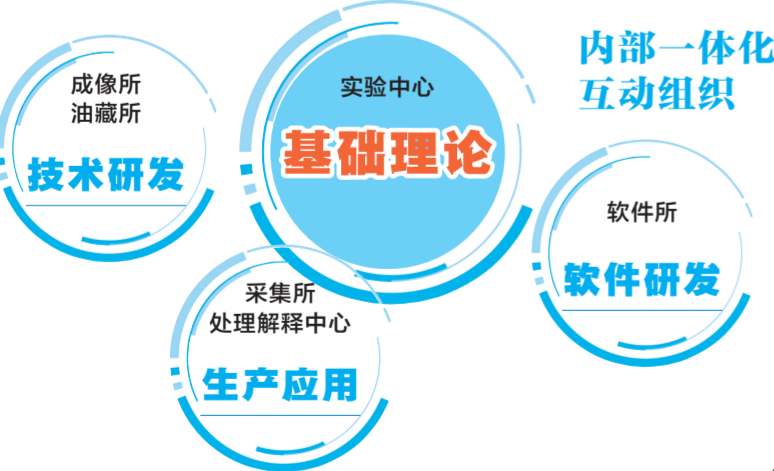 成像所
油藏所
技术研发
实验中心
基础理论
内部一体化
互动组织
软件所
软件研发
采集所
处理解释中心
生产应用